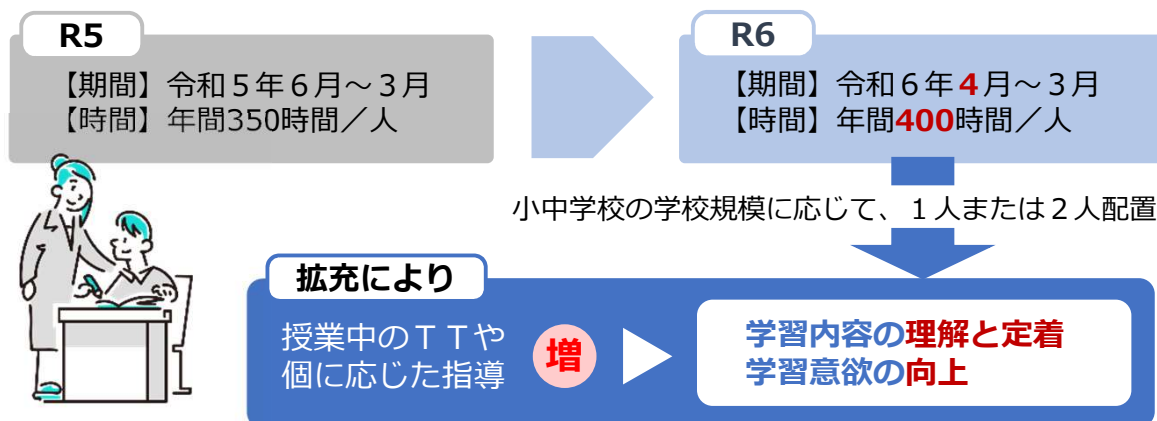 R5
【期間】令和５年６月～３月
【時間】年間350時間／人
R6
【期間】令和６年４月～３月
【時間】年間400時間／人
小中学校の学校規模に応じて、１人または２人配置
拡充により
授業中のＴＴや
個に応じた指導
増
学習内容の理解と定着
学習意欲の向上